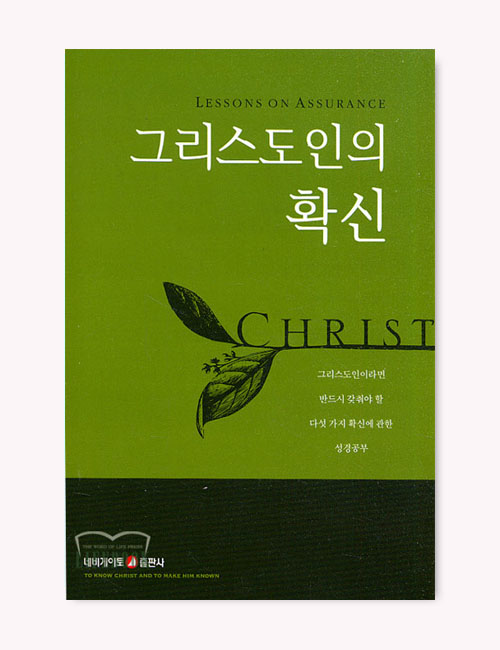 LESSONS ON ASSURANCE
그리스도인의
확신
CHRIST
그리스도인이라면
반드시 갖춰야 할
다섯 가지 확신에 관한
성경공부
네비게이토 출판사
TO KNOW CHRIST AND TO MAKE HIM KNOWN